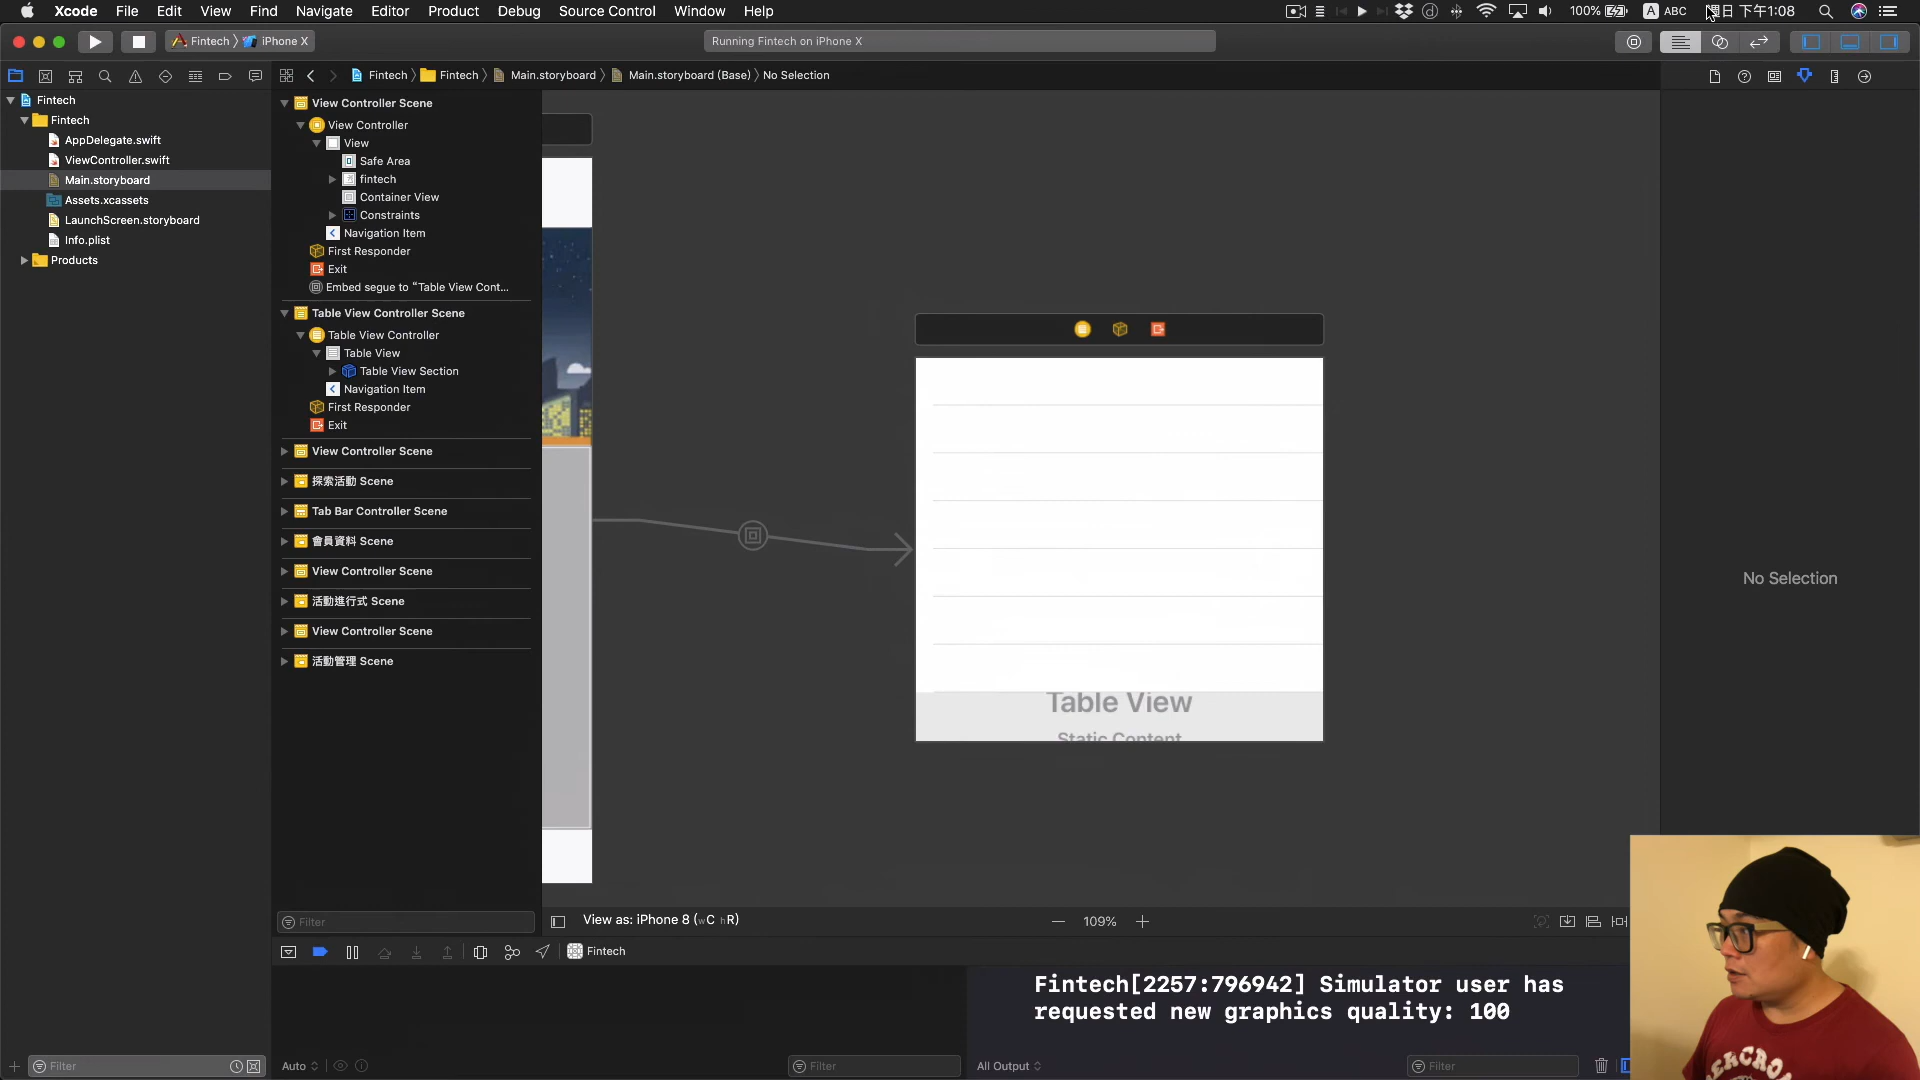 Xcode File Edit View Find Navigate Editor Product Debug Source Control Window Help
100% A ABC 週日 下午1:08
Fintech iPhone X
Running Fintech on iPhone X
Fintech Fintech Main.storyboard Main.storyboard (Base) No Selection
Fintech
Fintech
AppDelegate.swift
ViewController.swift
Main.storyboard
Assets.xcassets
LaunchScreen.storyboard
Info.plist
Products
View Controller Scene
View Controller
View
Safe Area
fintech
Container View
Constraints
Navigation Item
First Responder
Exit
Embed segue to “Table View Cont...
Table View Controller Scene
Table View Controller
Table View
Table View Section
Navigation Item
First Responder
Exit
View Controller Scene
探索活動 Scene
Tab Bar Controller Scene
會員資料 Scene
View Controller Scene
活動進行式 Scene
View Controller Scene
活動管理 Scene
Table View
Static Content
No Selection
Filter
View as: iPhone 8 (wC hR)
109%
Fintech
Fintech[2257:796942] Simulator user has
requested new graphics quality: 100
Filter
Auto
Filter
All Output
Filter